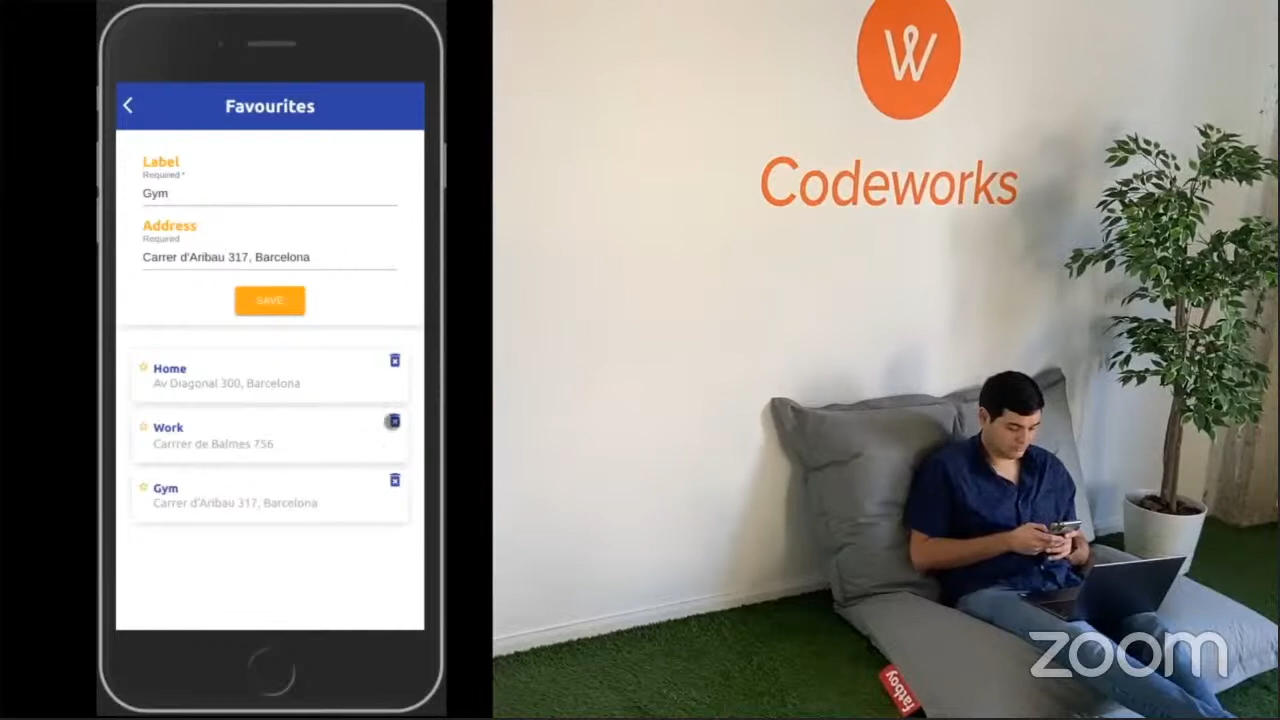 Favourites
Label
Required *
Gym
Address
Required
Carrer d'Aribau 317, Barcelona
SAVE
Home
Av Diagonal 300, Barcelona
Work
Carrrer de Balmes 756
Gym
Carrer d'Aribau 317, Barcelona
W
Codeworks
fatboy
zoom